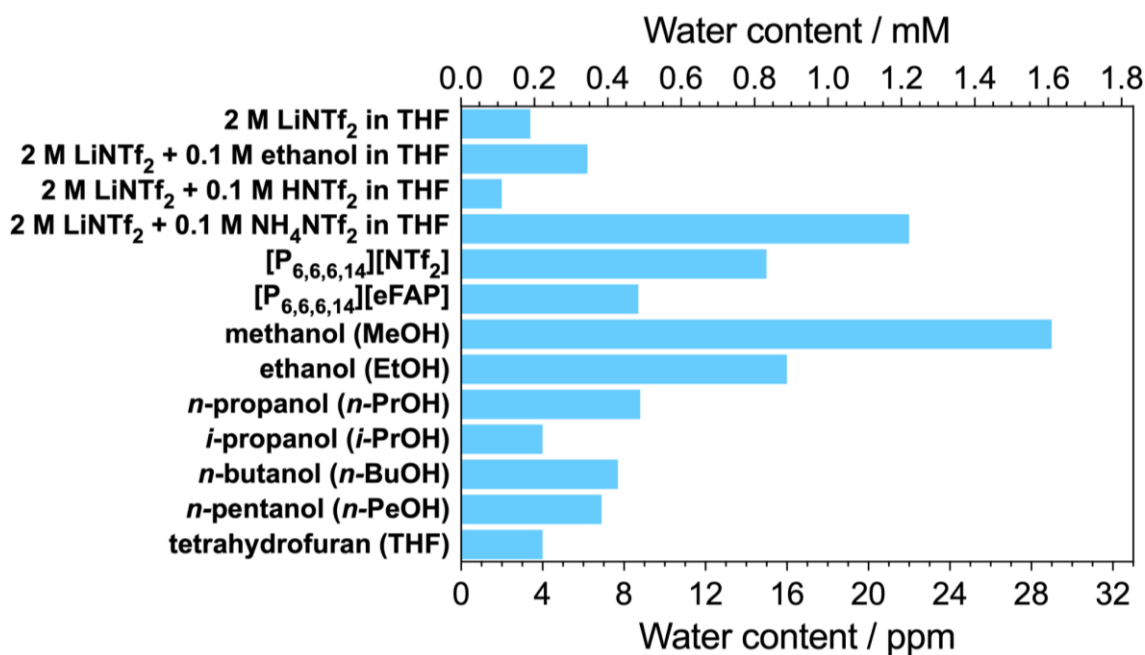 Water content / mM
0.0 0.2 0.4 0.6 0.8 1.0 1.2 1.4 1.6 1.8
2 M LiNTf₂ in THF
2 M LiNTf₂ + 0.1 M ethanol in THF
2 M LiNTf₂ + 0.1 M HNTf₂ in THF
2 M LiNTf₂ + 0.1 M NH₄NTf₂ in THF
[P₆,₆,₆,₁₄][NTf₂]
[P₆,₆,₆,₁₄][eFAP]
methanol (MeOH)
ethanol (EtOH)
n-propanol (n-PrOH)
i-propanol (i-PrOH)
n-butanol (n-BuOH)
n-pentanol (n-PeOH)
tetrahydrofuran (THF)
0 4 8 12 16 20 24 28 32
Water content / ppm